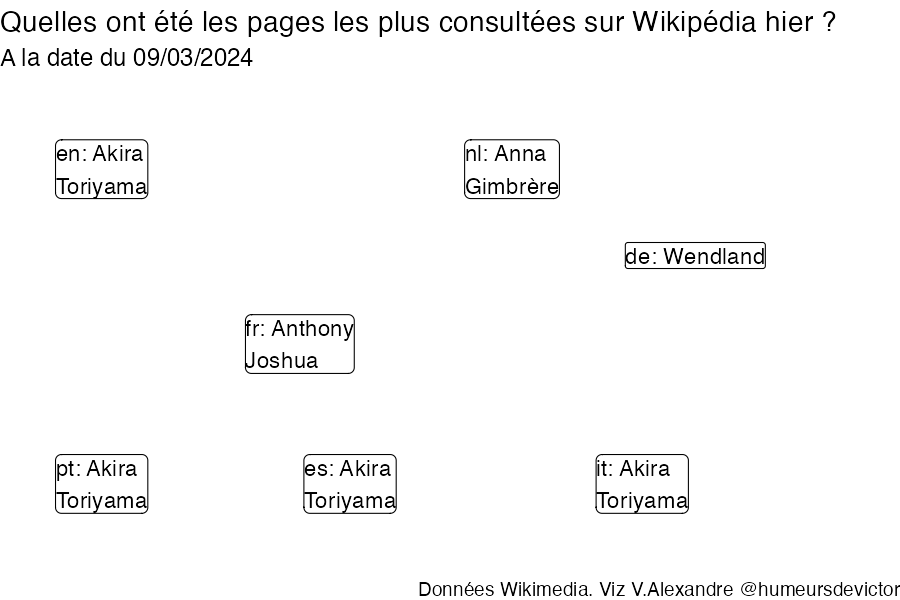 Quelles ont été les pages les plus consultées sur Wikipédia hier ?
A la date du 09/03/2024
en: Akira
Toriyama
nl: Anna
Gimbrère
de: Wendland
fr: Anthony
Joshua
pt: Akira
Toriyama
es: Akira
Toriyama
it: Akira
Toriyama
Données Wikimedia. Viz V.Alexandre @humeursdevictor